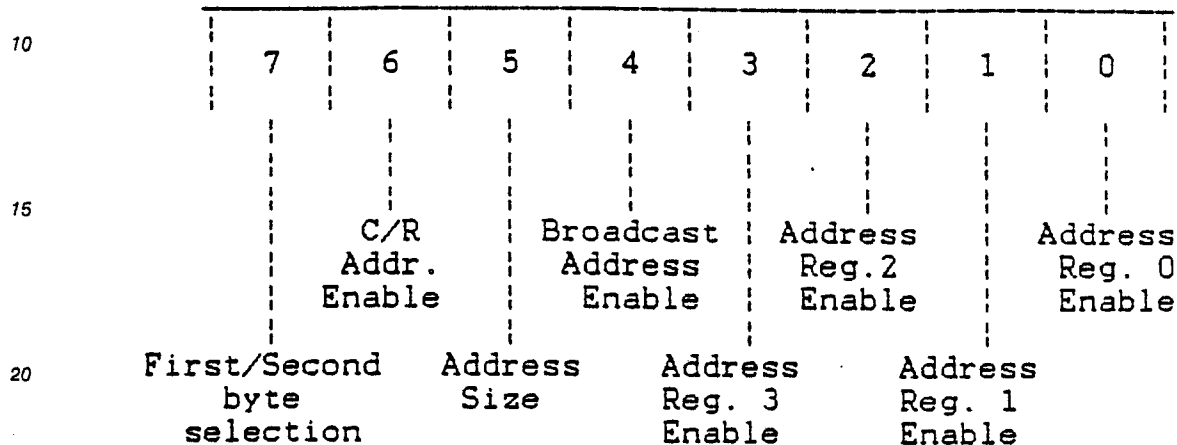 10
7 6 5 4 3 2 1 0
15
C/R Broadcast Address Address
Addr. Address Reg.2 Reg. 0
Enable Enable Enable Enable
20
First/Second Address Address Address
byte Size Reg. 3 Reg. 1
selection Enable Enable